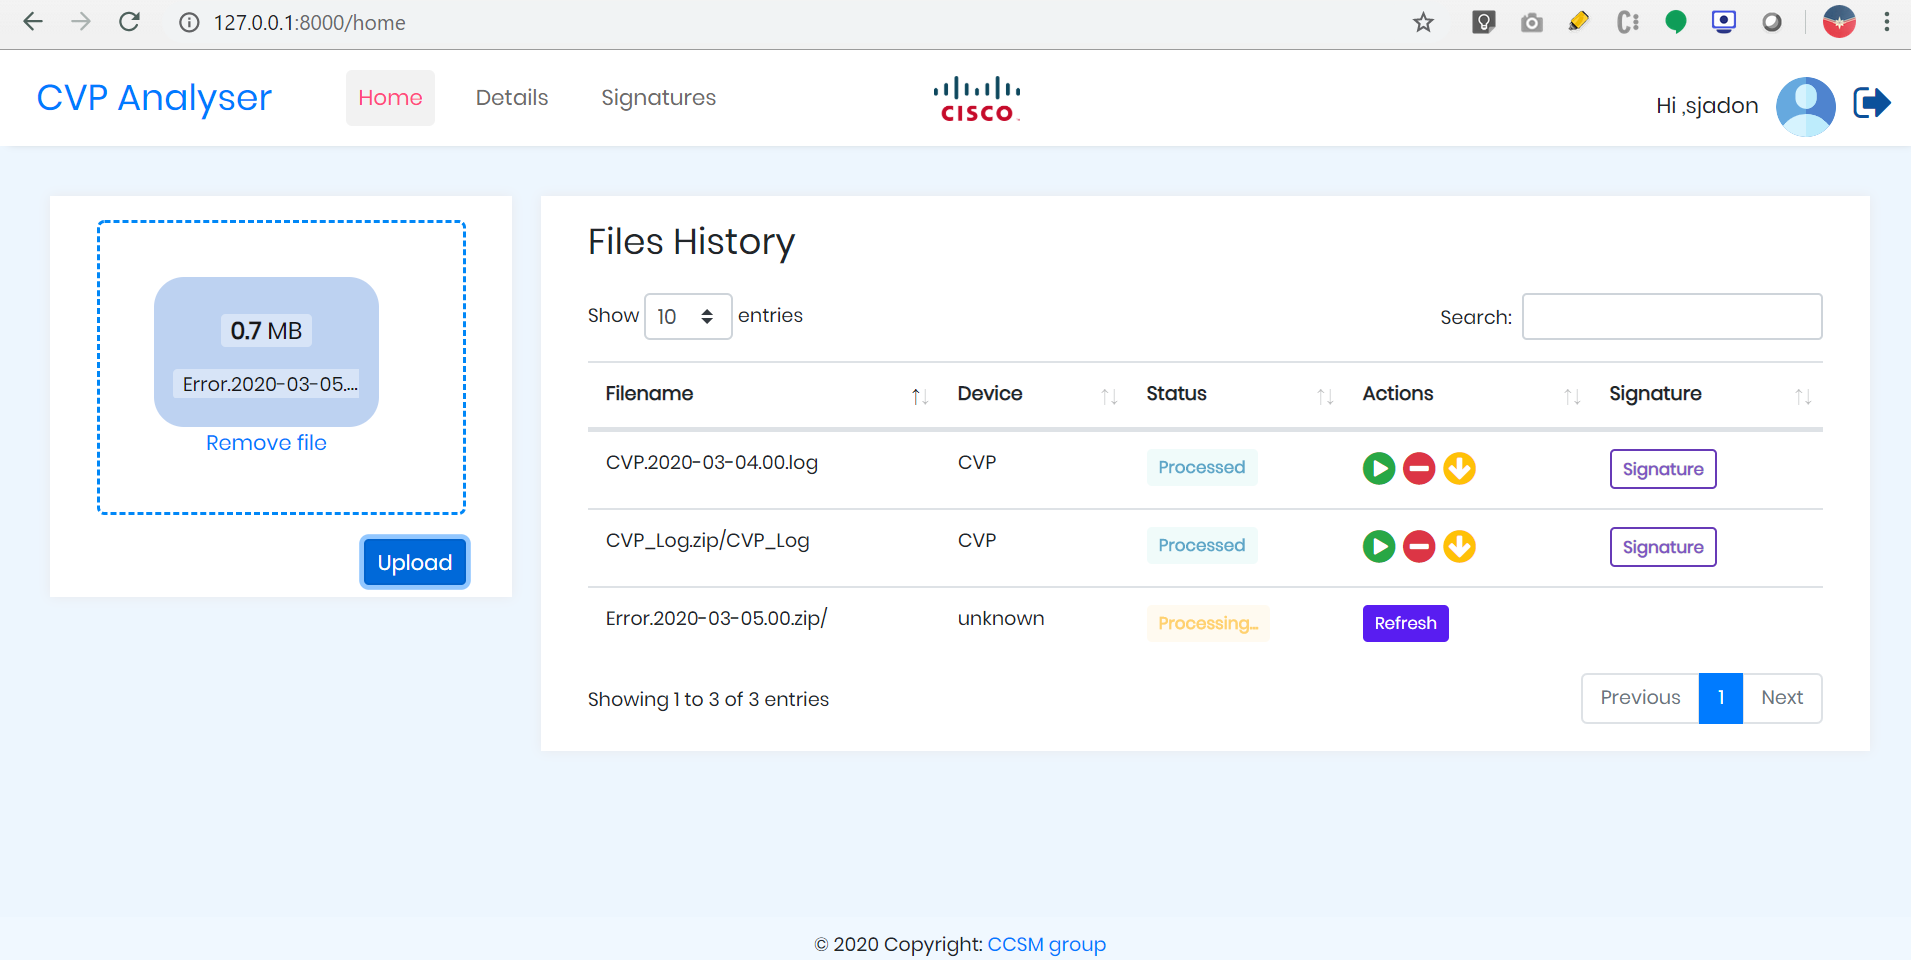 127.0.0.1:8000/home
CVP Analyser
Home
Details
Signatures
CISCO
Hi ,sjadon
0.7 MB
Error.2020-03-05....
Remove file
Upload
Files History
Show 10 entries
Search:
Filename Device Status Actions Signature
CVP.2020-03-04.00.log CVP Processed Signature
CVP_Log.zip/CVP_Log CVP Processed Signature
Error.2020-03-05.00.zip/ unknown Processing... Refresh
Showing 1 to 3 of 3 entries
Previous 1 Next
© 2020 Copyright: CCSM group